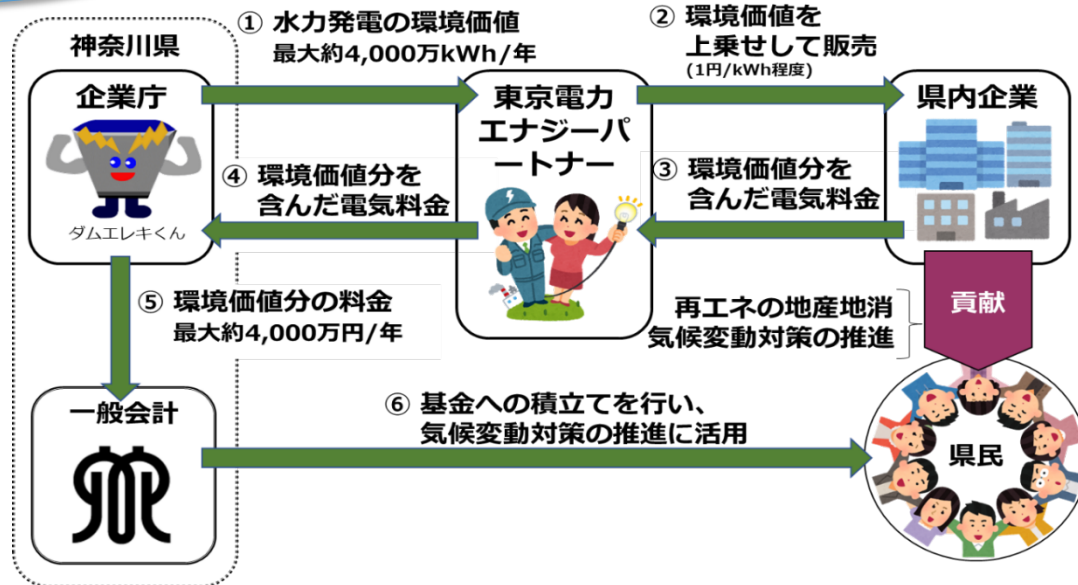 ① 水力発電の環境価値
最大約4,000万kWh/年
② 環境価値を
上乗せして販売
(1円/kWh程度)
神奈川県
企業庁
ダムエレキくん
東京電力
エナジーパ
ートナー
県内企業
④ 環境価値分を
含んだ電気料金
③ 環境価値分を
含んだ電気料金
⑤ 環境価値分の料金
最大約4,000万円/年
再エネの地産地消
気候変動対策の推進
貢献
一般会計
⑥ 基金への積立てを行い、
気候変動対策の推進に活用
県民